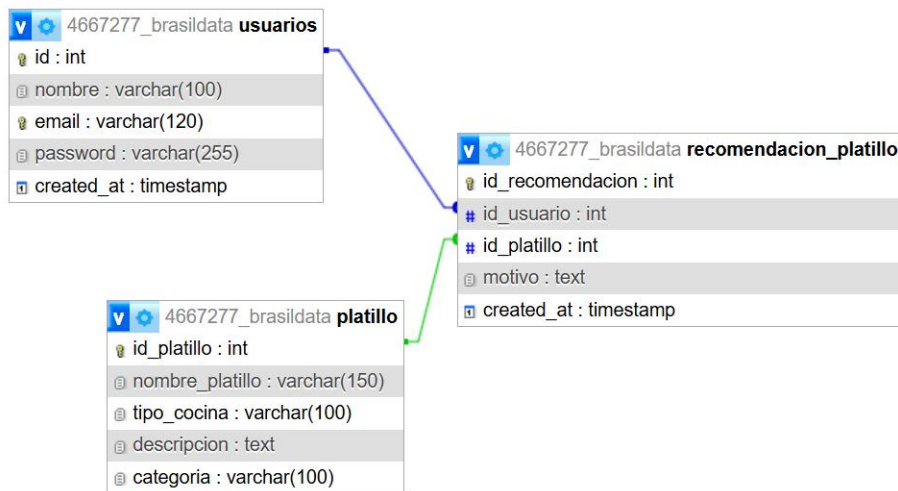 4667277_brasildata usuarios
id : int
nombre : varchar(100)
email : varchar(120)
password : varchar(255)
created_at : timestamp
4667277_brasildata recomendacion_platillo
id_recomendacion : int
# id_usuario : int
# id_platillo : int
motivo : text
created_at : timestamp
4667277_brasildata platillo
id_platillo : int
nombre_platillo : varchar(150)
tipo_cocina : varchar(100)
descripcion : text
categoria : varchar(100)